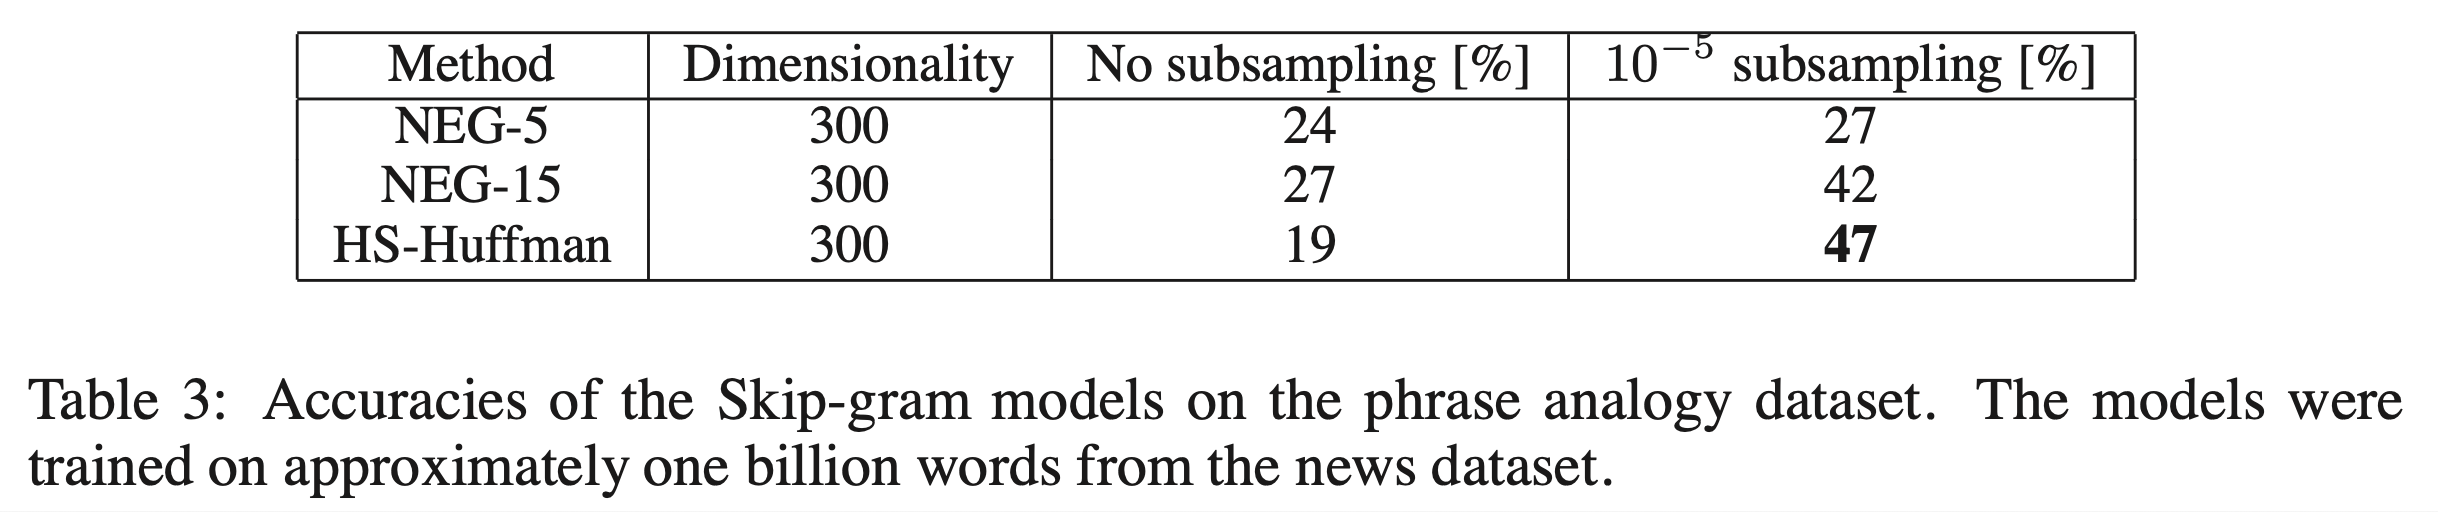 Method Dimensionality No subsampling [%] 10⁻⁵ subsampling [%]
NEG-5 300 24 27
NEG-15 300 27 42
HS-Huffman 300 19 47
Table 3: Accuracies of the Skip-gram models on the phrase analogy dataset. The models were
trained on approximately one billion words from the news dataset.